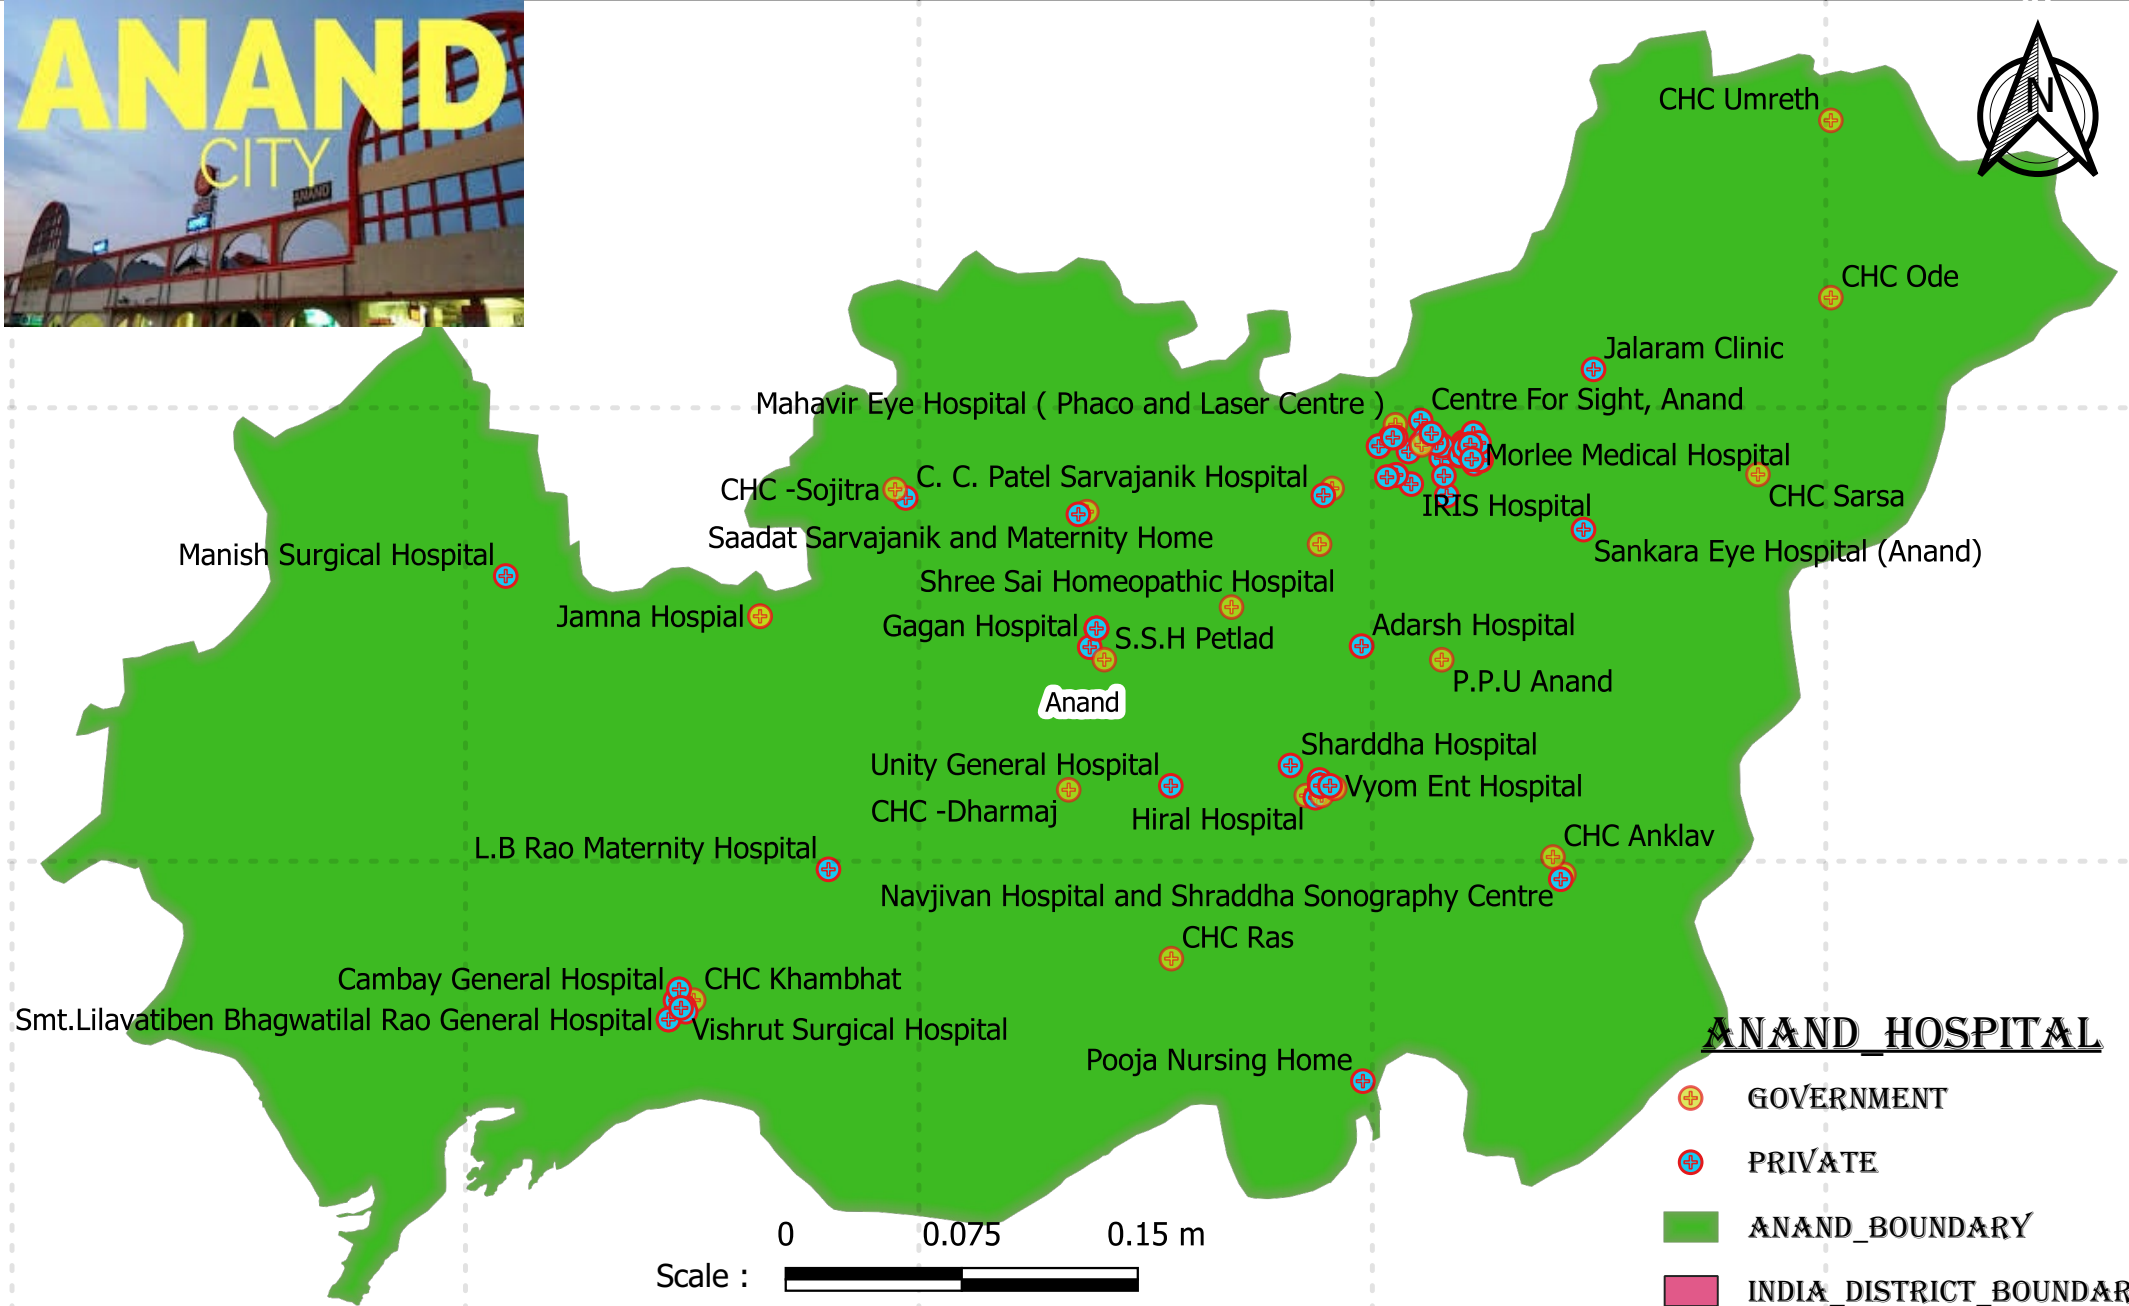 ANAND
CITY
ANAND
N
CHC Umreth
CHC Ode
Jalaram Clinic
Mahavir Eye Hospital ( Phaco and Laser Centre )
Centre For Sight, Anand
Morlee Medical Hospital
C. C. Patel Sarvajanik Hospital
CHC -Sojitra
CHC Sarsa
IRIS Hospital
Saadat Sarvajanik and Maternity Home
Sankara Eye Hospital (Anand)
Manish Surgical Hospital
Shree Sai Homeopathic Hospital
Jamna Hospial
Gagan Hospital
S.S.H Petlad
Adarsh Hospital
P.P.U Anand
Anand
Sharddha Hospital
Unity General Hospital
Vyom Ent Hospital
CHC -Dharmaj
Hiral Hospital
CHC Anklav
L.B Rao Maternity Hospital
Navjivan Hospital and Shraddha Sonography Centre
CHC Ras
Cambay General Hospital
CHC Khambhat
Smt.Lilavatiben Bhagwatilal Rao General Hospital
Vishrut Surgical Hospital
Pooja Nursing Home
ANAND_HOSPITAL
GOVERNMENT
PRIVATE
ANAND_BOUNDARY
INDIA_DISTRICT_BOUNDAR
0 0.075 0.15 m
Scale :